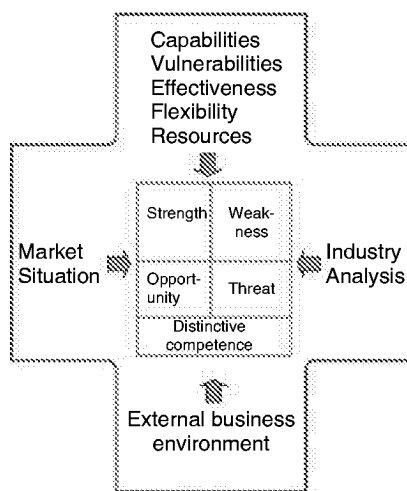 Capabilities
Vulnerabilities
Effectiveness
Flexibility
Resources
Strength
Weak-
ness
Market
Situation
Industry
Analysis
Opport-
unity
Threat
Distinctive
competence
External business
environment